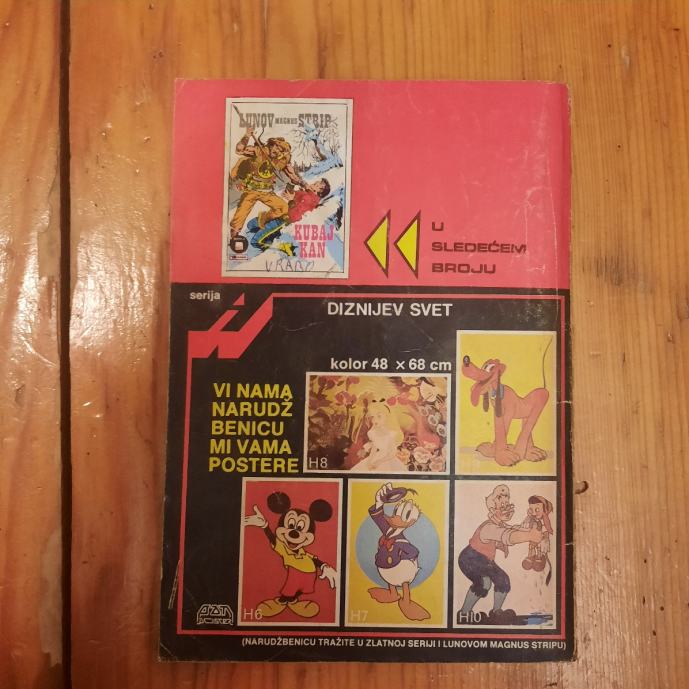 LUNOV MAGNUS STRIP
KUBAJ
KAN
U
SLEDEĆEM
BROJU
serija
DIZNIJEV SVET
kolor 48 × 68 cm
VI NAMA
NARUDŽ
BENICU
MI VAMA
POSTERE
H8
H6
H7
H10
POSTER
(NARUDŽBENICU TRAŽITE U ZLATNOJ SERIJI I LUNOVOM MAGNUS STRIPU)